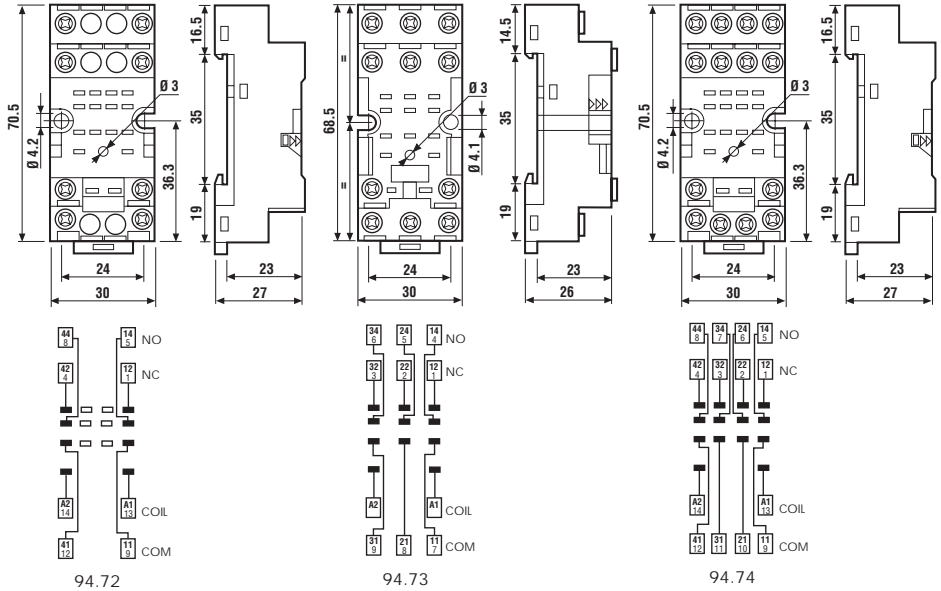 70.5
16.5
Ø 3
35
Ø 4.2
36.3
19
24
30
23
27
=
68.5
=
14.5
Ø 3
35
Ø 4.1
19
24
30
23
26
70.5
16.5
Ø 3
35
Ø 4.2
36.3
19
24
30
23
27
44 14
8 5 NO
42 12
4 1 NC
A2 A1
14 13 COIL
41 11
12 9 COM
94.72
34 24 14
6 5 4 NO
32 22 12
3 2 1 NC
A2 A1 COIL
31 21 11
9 8 7 COM
94.73
44 34 24 14
8 7 6 5 NO
42 32 22 12
4 3 2 1 NC
A2 A1
14 13 COIL
41 31 21 11
12 11 10 9 COM
94.74